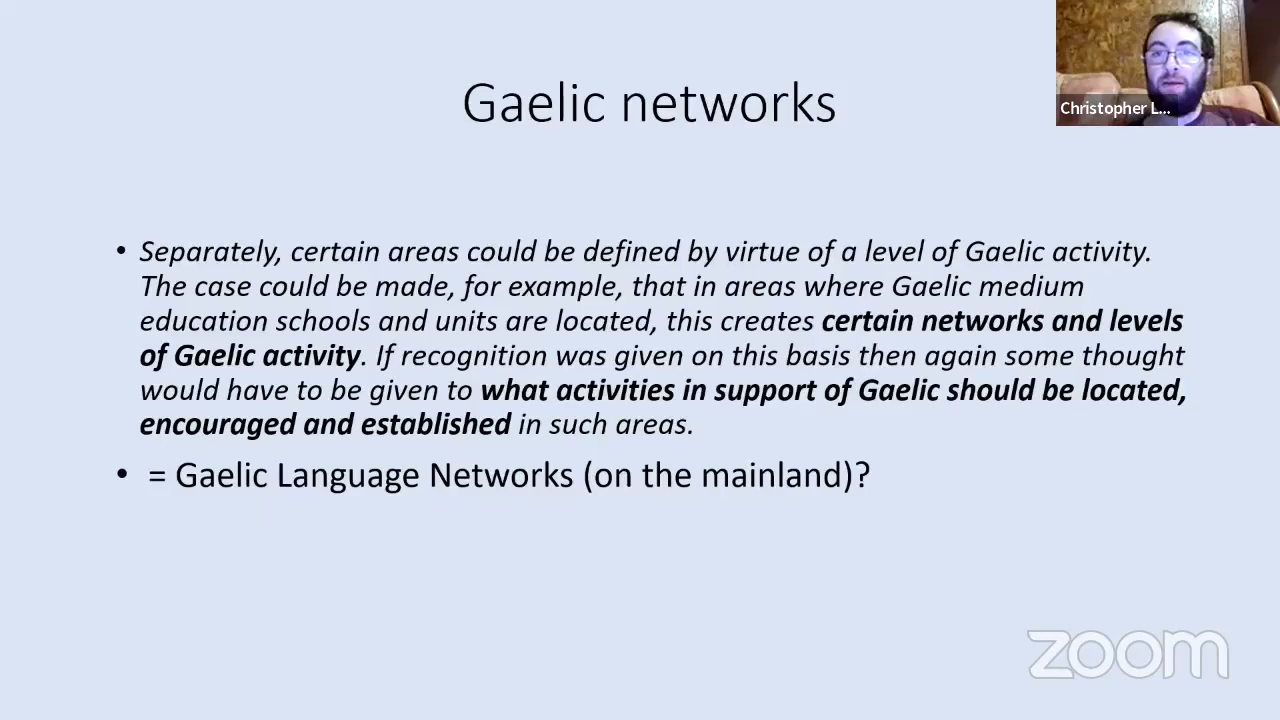 Gaelic networks
Christopher L...
• Separately, certain areas could be defined by virtue of a level of Gaelic activity.
The case could be made, for example, that in areas where Gaelic medium
education schools and units are located, this creates certain networks and levels
of Gaelic activity. If recognition was given on this basis then again some thought
would have to be given to what activities in support of Gaelic should be located,
encouraged and established in such areas.
• = Gaelic Language Networks (on the mainland)?
zoom